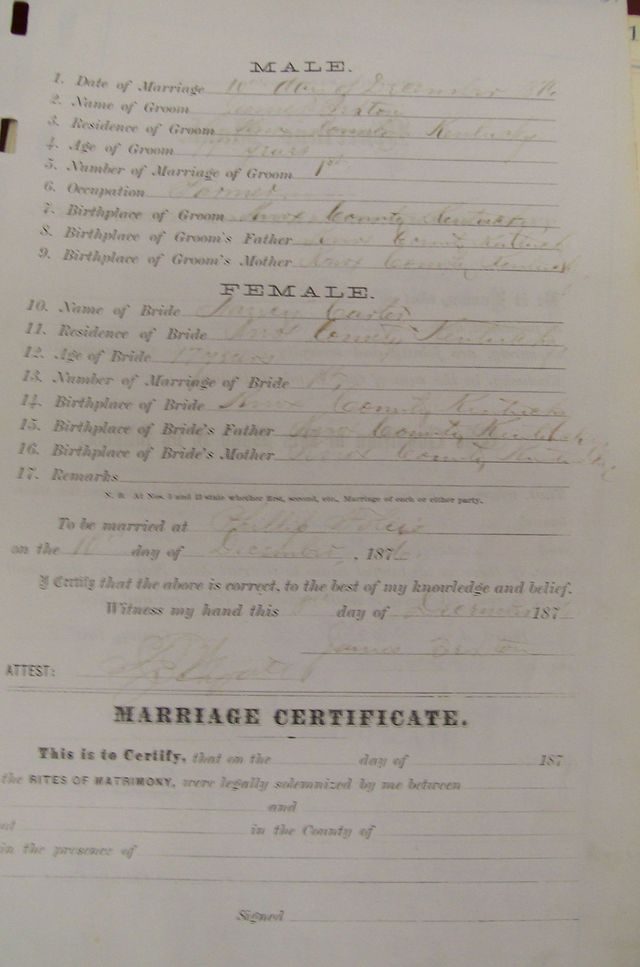 MALE.
1. Date of Marriage 10th day of December 1876
2. Name of Groom James
3. Residence of Groom Knox County Kentucky
4. Age of Groom years
5. Number of Marriage of Groom 1st
6. Occupation Farmer
7. Birthplace of Groom Knox County Kentucky
8. Birthplace of Groom's Father Knox County Kentucky
9. Birthplace of Groom's Mother Knox County Kentucky
FEMALE.
10. Name of Bride Nancy Carter
11. Residence of Bride Knox County Kentucky
12. Age of Bride 17 years
13. Number of Marriage of Bride 1st
14. Birthplace of Bride Knox County Kentucky
15. Birthplace of Bride's Father Knox County Kentucky
16. Birthplace of Bride's Mother Knox County Kentucky
17. Remarks
N. B. At Nos. 5 and 13 state whether first, second, etc., Marriage of each or either party.
To be married at Phillip
on the 10th day of December, 1876
I Certify that the above is correct, to the best of my knowledge and belief.
Witness my hand this day of December 187
James
ATTEST:
MARRIAGE CERTIFICATE.
This is to Certify, that on the day of 187
the RITES OF MATRIMONY, were legally solemnized by me between
and
at in the County of
in the presence of
Signed